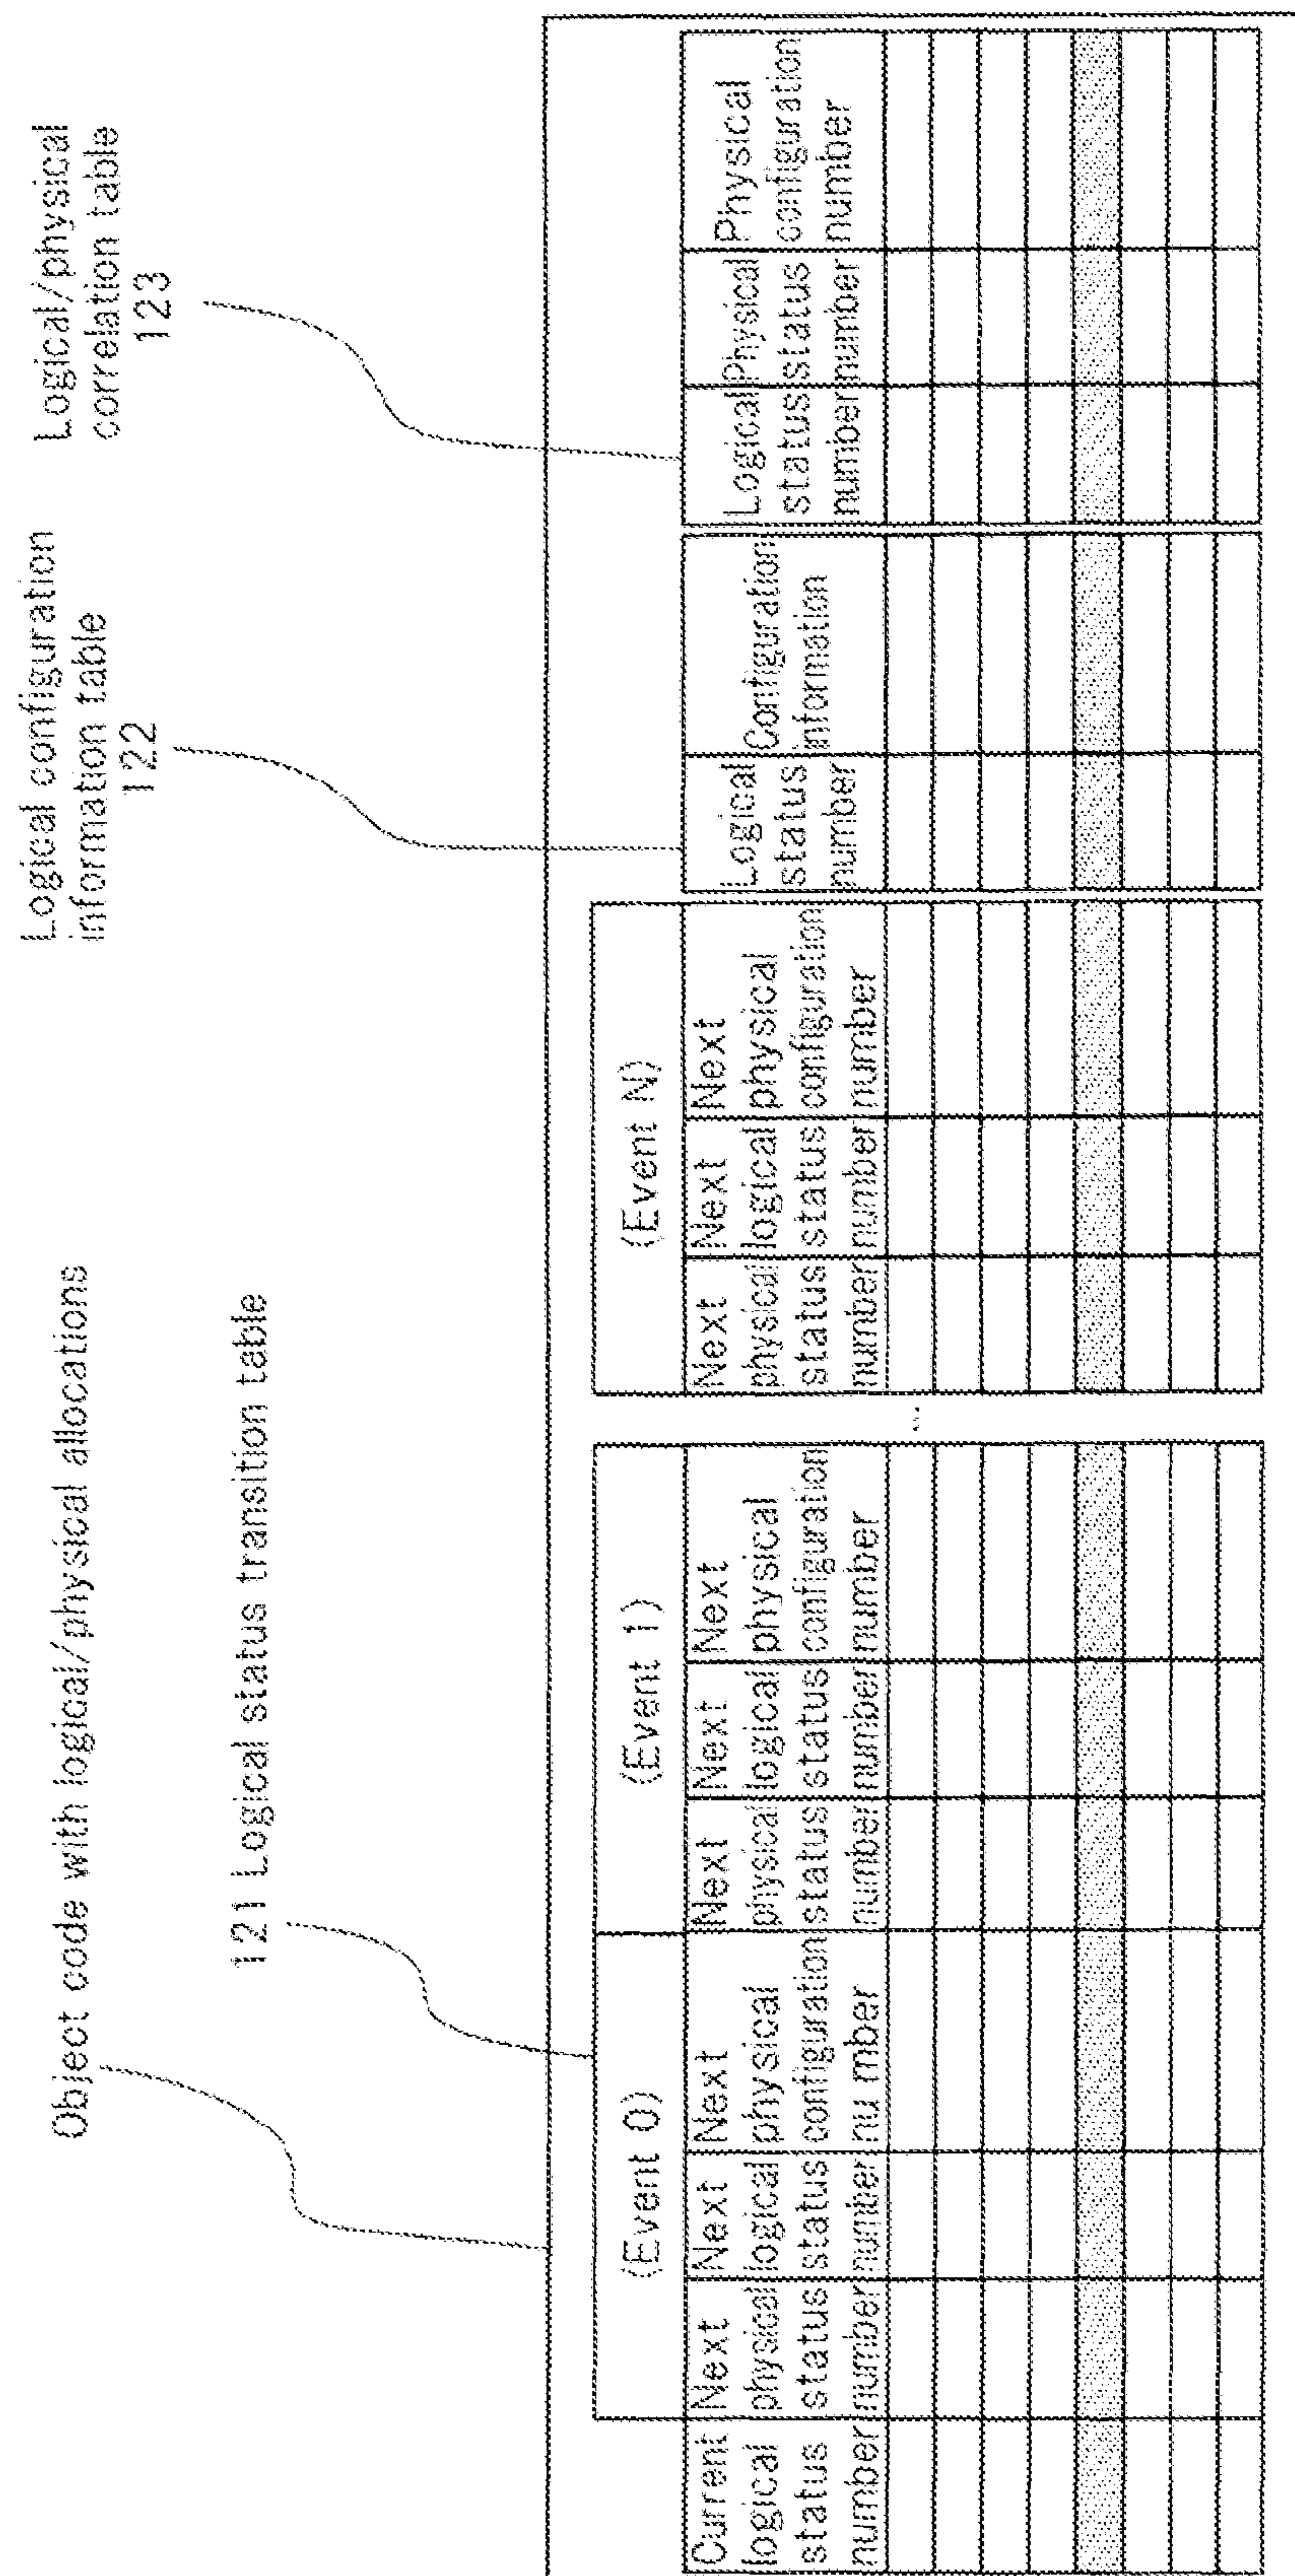 Object code with logical/physical allocations
121 Logical status transition table
Logical configuration
information table
122
Logical/physical
correlation table
123
(Event 0)
(Event 1)
(Event N)
Current
logical
status
number
Next
physical
status
number
Next
logical
status
number
Next
physical
configuration
nu mber
Next
physical
status
number
Next
logical
status
number
Next
physical
configuration
number
Next
physical
status
number
Next
logical
status
number
Next
physical
configuration
number
Logical
status
number
Configuration
information
Logical
status
number
Physical
status
number
Physical
configuration
number